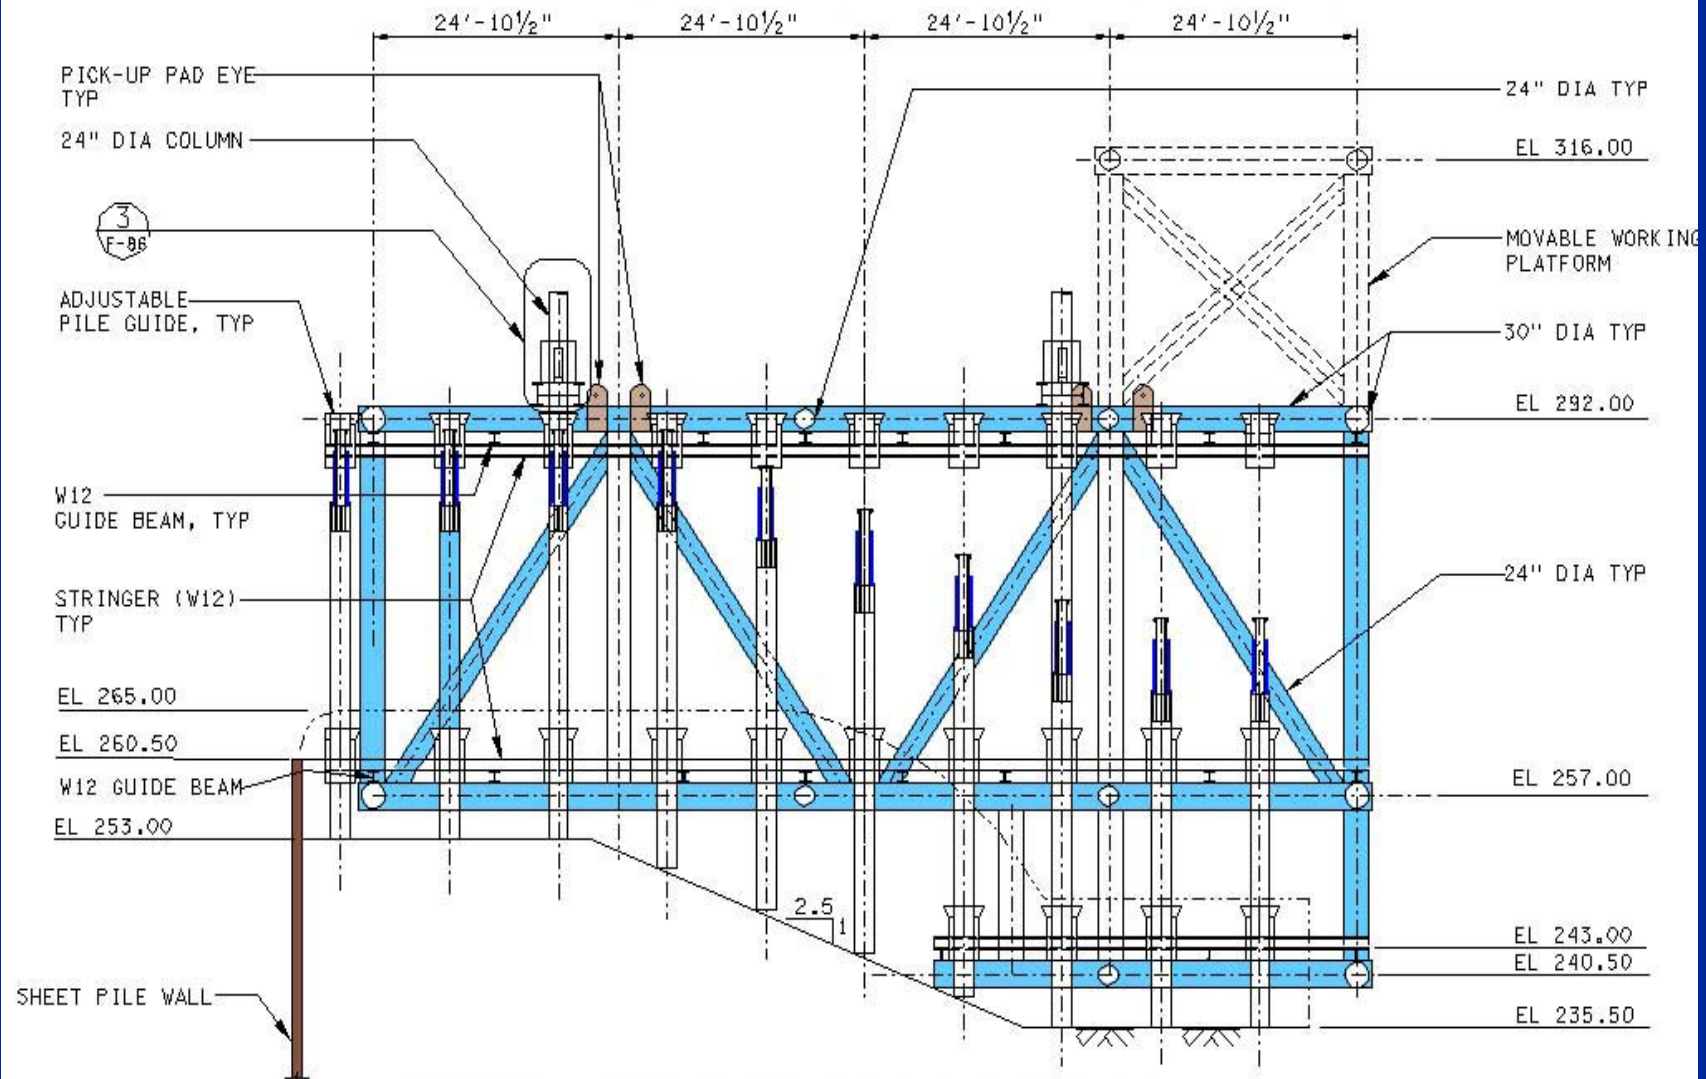 24'-10½" 24'-10½" 24'-10½" 24'-10½"
PICK-UP PAD EYE
TYP
24" DIA TYP
24" DIA COLUMN
EL 316.00
3
F-86
MOVABLE WORKING
PLATFORM
ADJUSTABLE
PILE GUIDE, TYP
30" DIA TYP
EL 292.00
W12
GUIDE BEAM, TYP
24" DIA TYP
STRINGER (W12)
TYP
EL 265.00
EL 260.50
EL 257.00
W12 GUIDE BEAM
EL 253.00
2.5
1
EL 243.00
EL 240.50
SHEET PILE WALL
EL 235.50